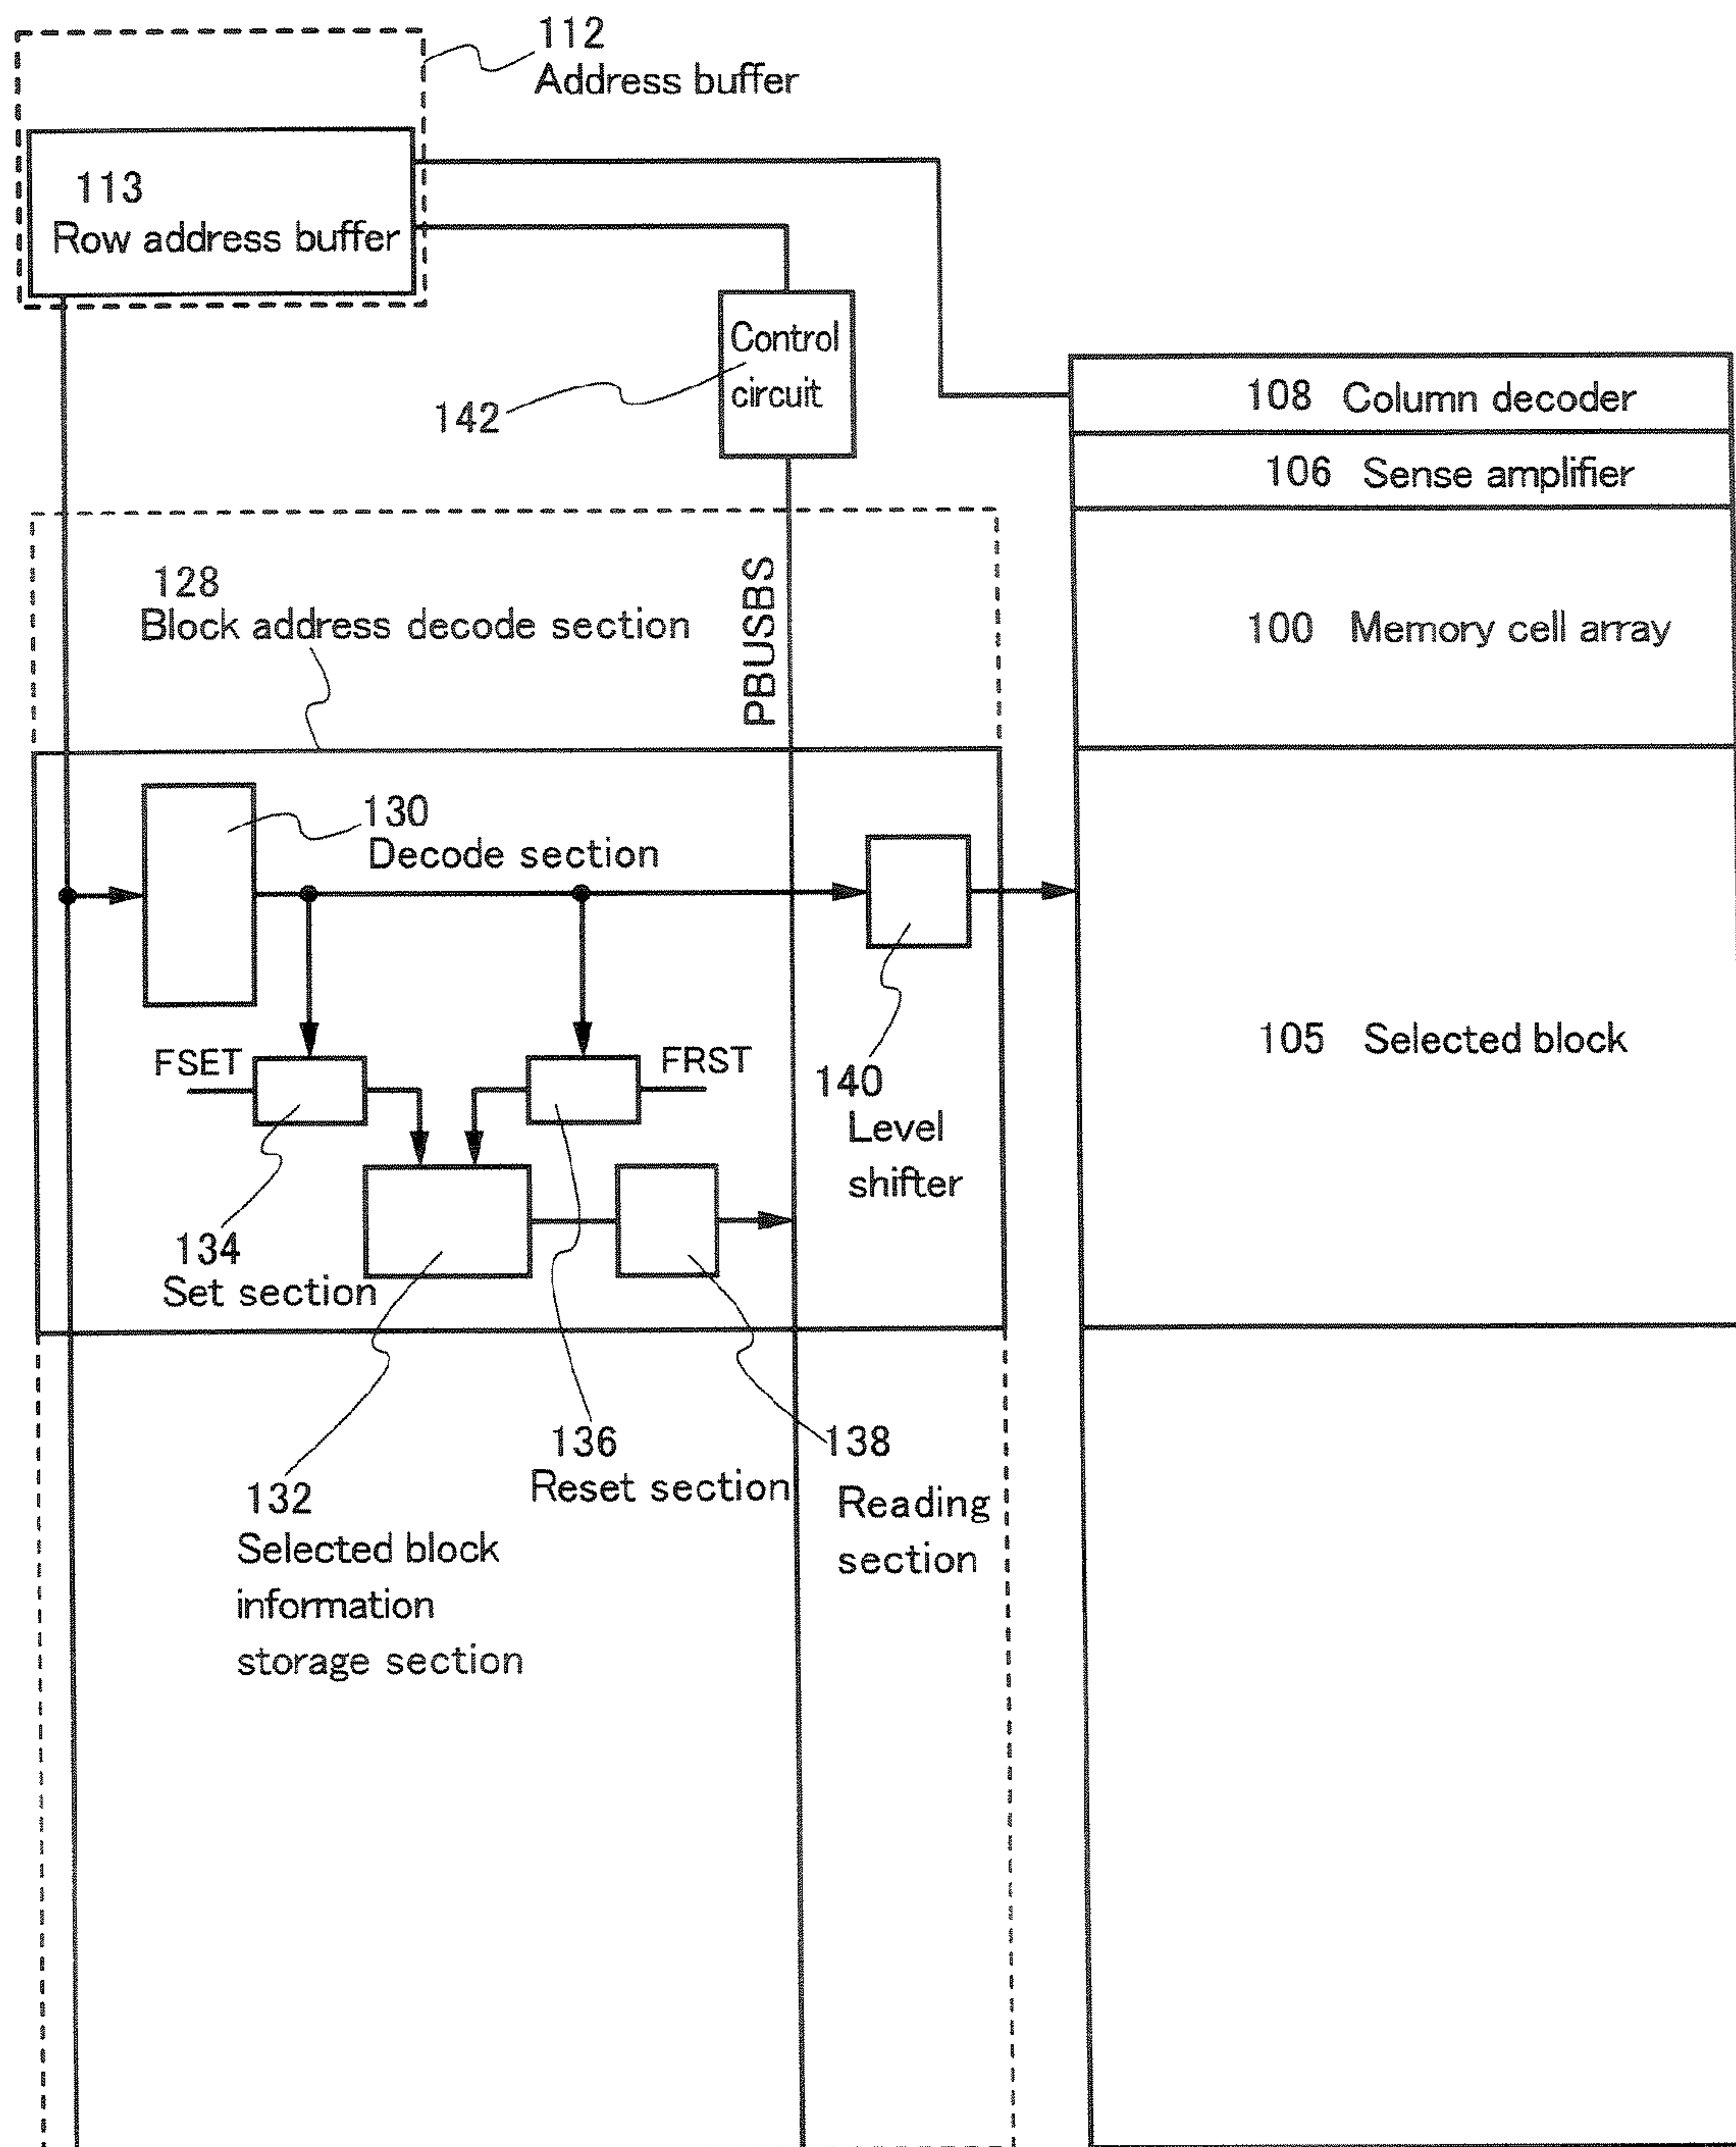 112
Address buffer
113
Row address buffer
Control
circuit
142
108 Column decoder
106 Sense amplifier
128
Block address decode section
PBUSBS
100 Memory cell array
130
Decode section
FSET
FRST
140
Level
shifter
105 Selected block
134
Set section
136
Reset section
138
Reading
section
132
Selected block
information
storage section